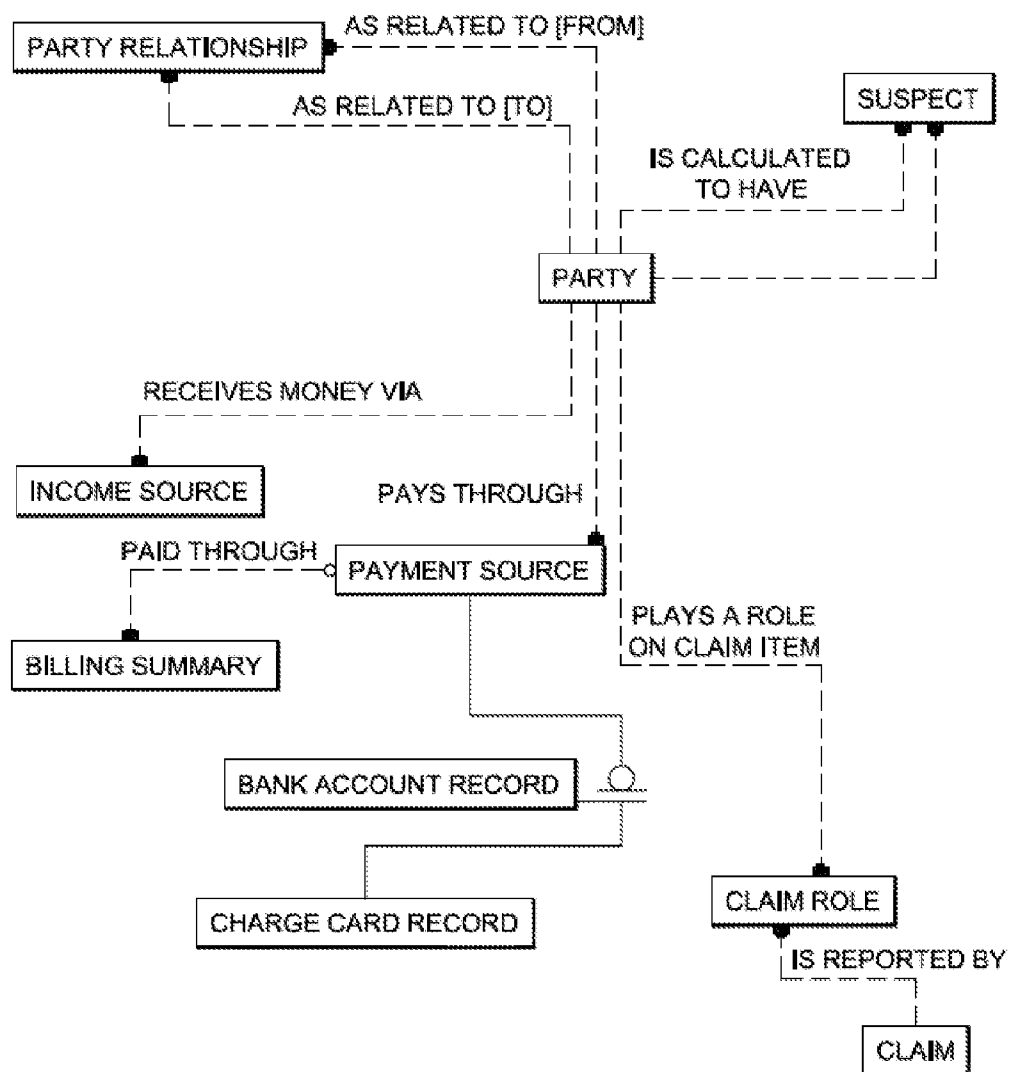 AS RELATED TO [FROM]
PARTY RELATIONSHIP
SUSPECT
AS RELATED TO [TO]
IS CALCULATED
TO HAVE
PARTY
RECEIVES MONEY VIA
INCOME SOURCE
PAYS THROUGH
PAID THROUGH
PAYMENT SOURCE
PLAYS A ROLE
ON CLAIM ITEM
BILLING SUMMARY
BANK ACCOUNT RECORD
CLAIM ROLE
CHARGE CARD RECORD
IS REPORTED BY
CLAIM